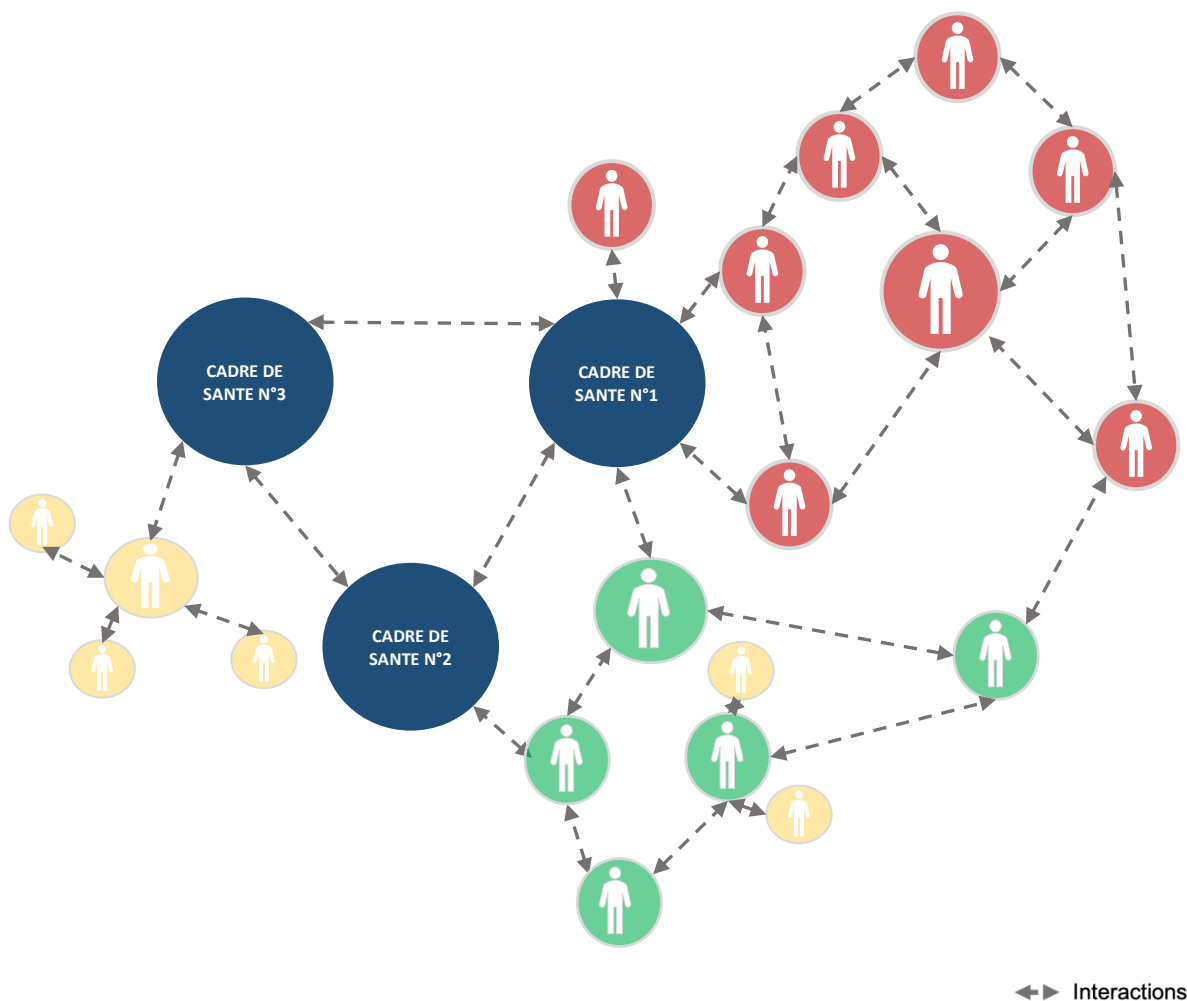 CADRE DE
SANTE N°3
CADRE DE
SANTE N°1
CADRE DE
SANTE N°2
Interactions